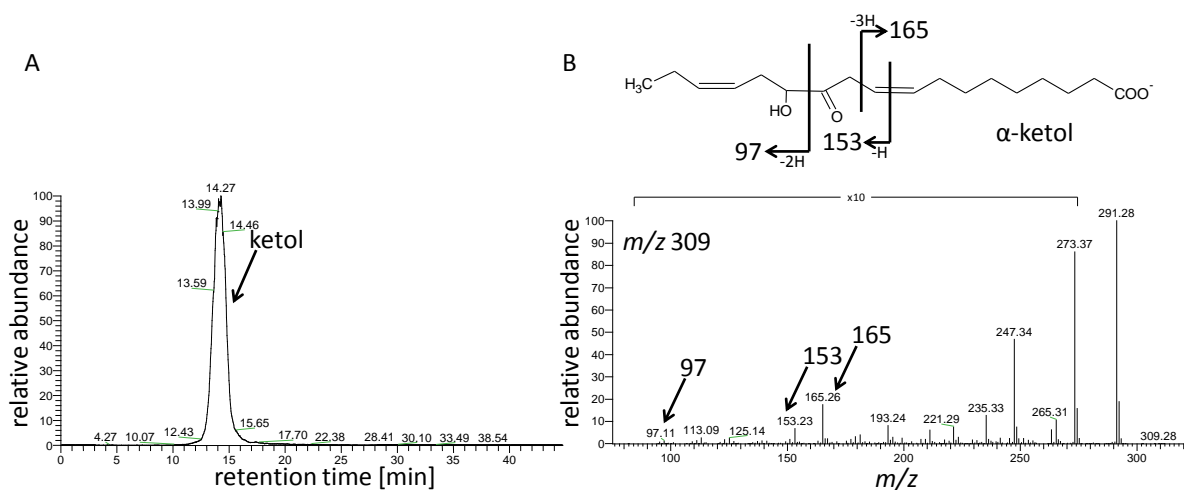 A
100
90
80
70
60
50
40
30
20
10
0
relative abundance
14.27
13.99
14.46
ketol
13.59
15.65
12.43
4.27 10.07 17.70 22.38 28.41 30.10 33.49 38.54
0 5 10 15 20 25 30 35 40
retention time [min]
B
-3H 165
H₃C
HO
O
COO⁻
97 -2H
153 -H
α-ketol
x10
m/z 309
100
90
80
70
60
50
40
30
20
10
0
relative abundance
291.28
273.37
247.34
165
153
97
165.26
153.23
193.24
235.33
221.29
265.31
97.11 113.09 125.14
309.28
100 150 200 250 300
m/z